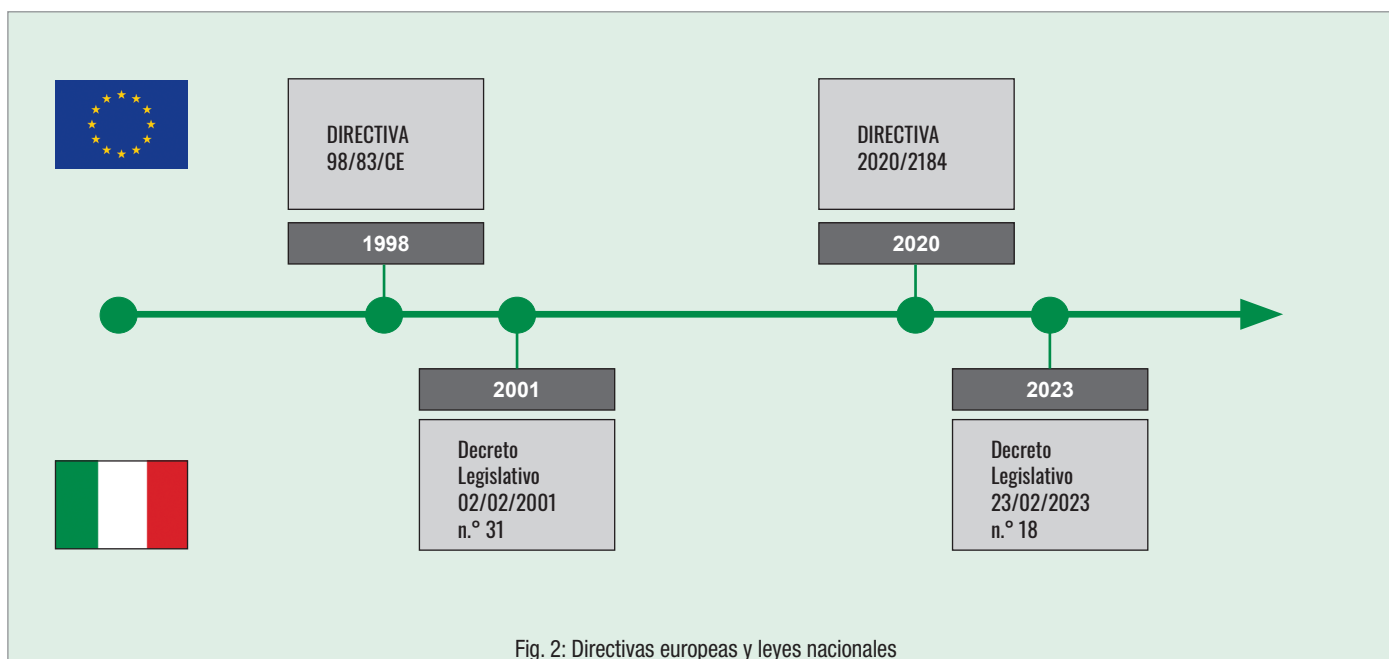 DIRECTIVA
98/83/CE
1998
DIRECTIVA
2020/2184
2020
2001
Decreto
Legislativo
02/02/2001
n.° 31
2023
Decreto
Legislativo
23/02/2023
n.° 18
Fig. 2: Directivas europeas y leyes nacionales